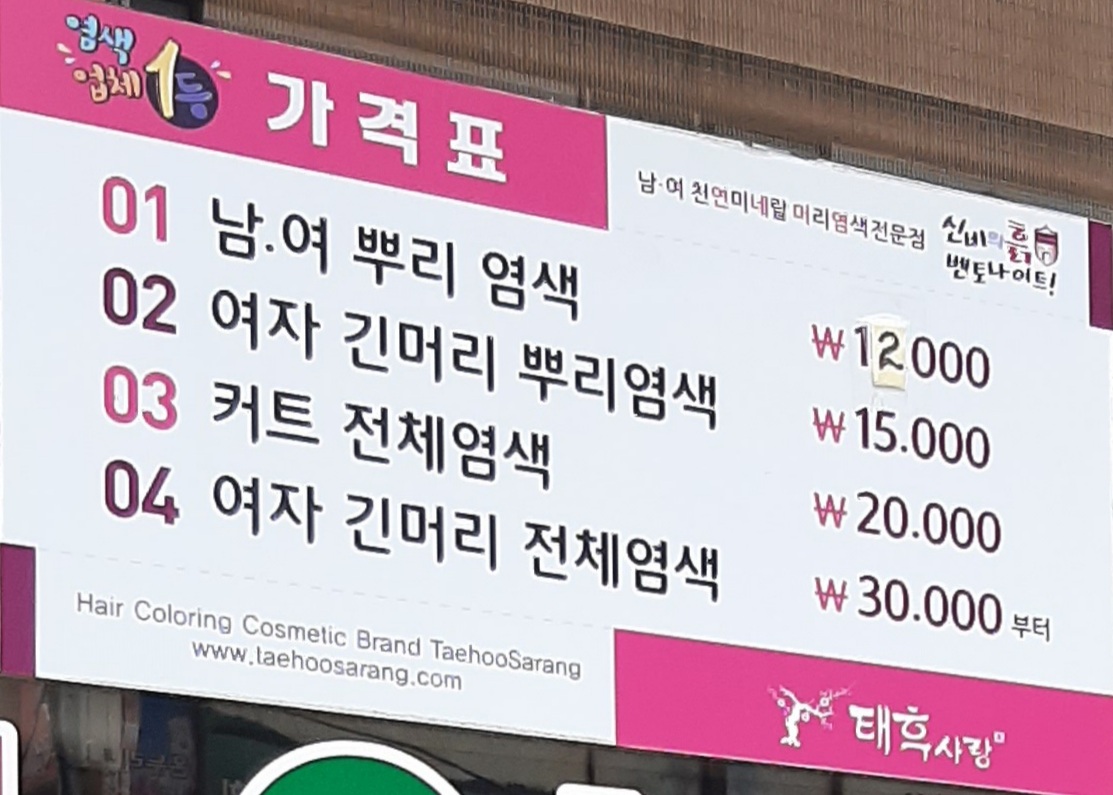 염색
업체 1등
가격표
남·여 천연미네랄 머리염색전문점
신비의 흙
벤토나이트!
01 남.여 뿌리 염색 ₩12000
02 여자 긴머리 뿌리염색 ₩15.000
03 커트 전체염색 ₩20.000
04 여자 긴머리 전체염색 ₩30.000 부터
Hair Coloring Cosmetic Brand TaehooSarang
www.taehoosarang.com
태흑사랑